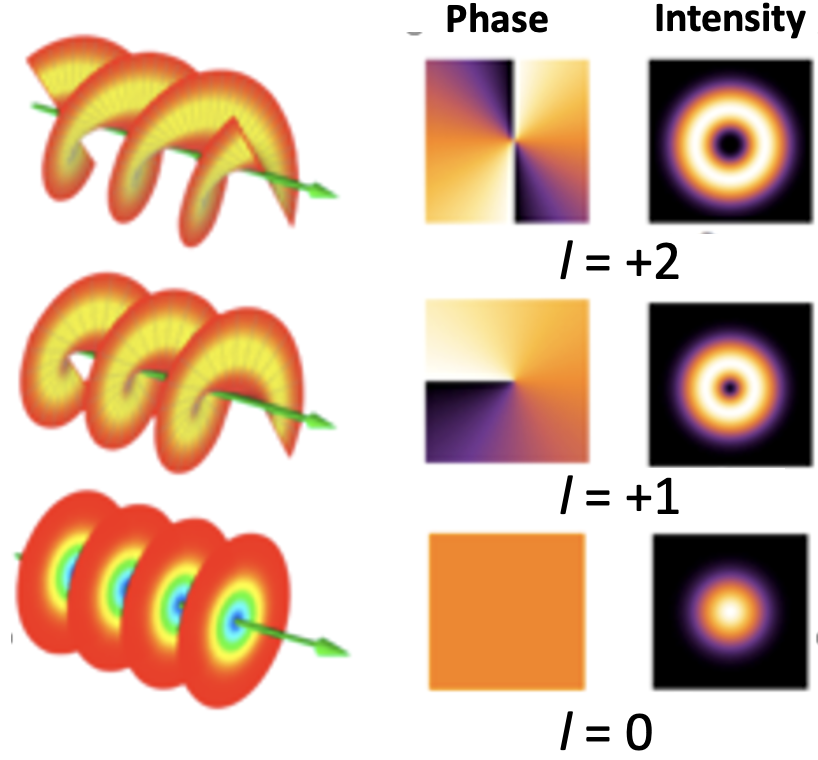 Phase Intensity
l = +2
l = +1
l = 0